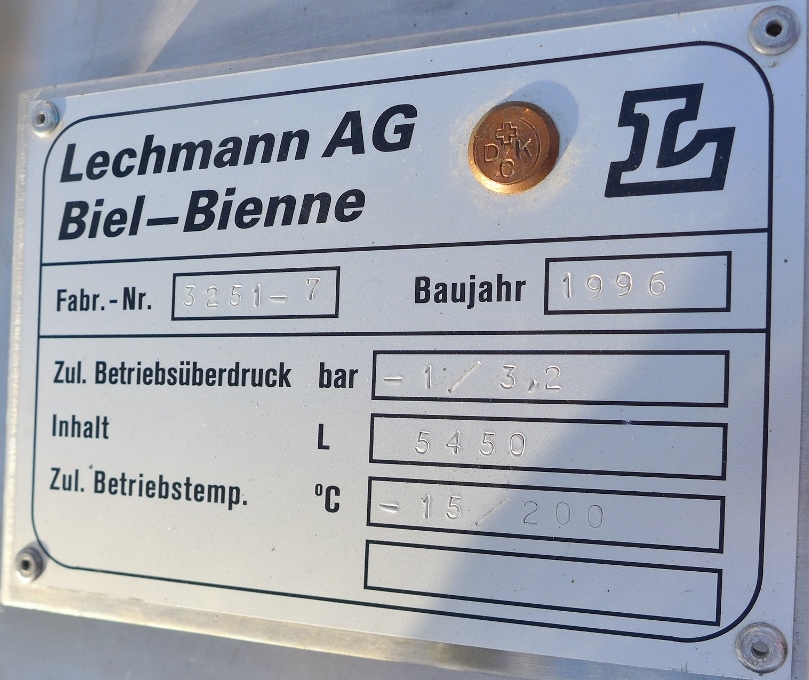 Lechmann AG
Biel–Bienne
D K C
L
Fabr.-Nr. 3251-7 Baujahr 1996
Zul. Betriebsüberdruck bar -1/3,2
Inhalt L 5450
Zul. Betriebstemp. °C -15/200